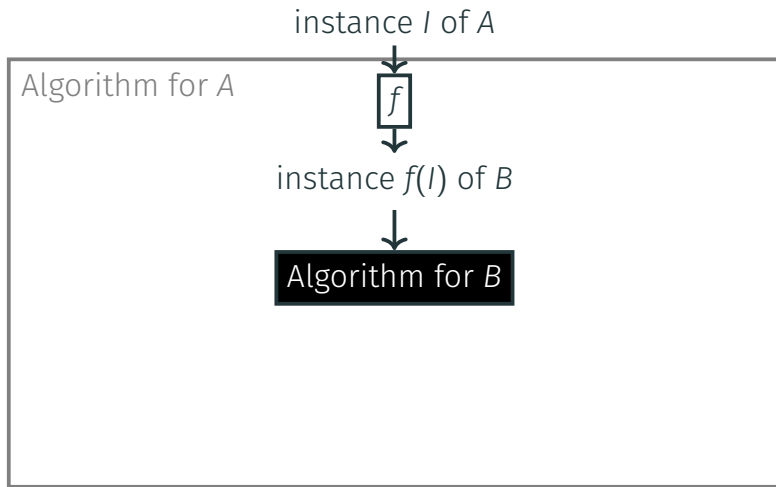 instance I of A
Algorithm for A
f
instance f(I) of B
Algorithm for B